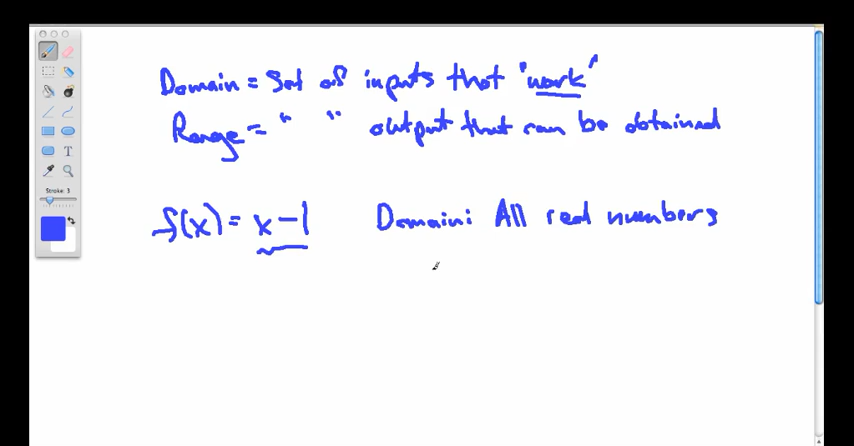 Domain = Set of inputs that "work"
Range = " " output that can be obtained
f(x) = x - 1 Domain: All real numbers
Stroke: 3
T